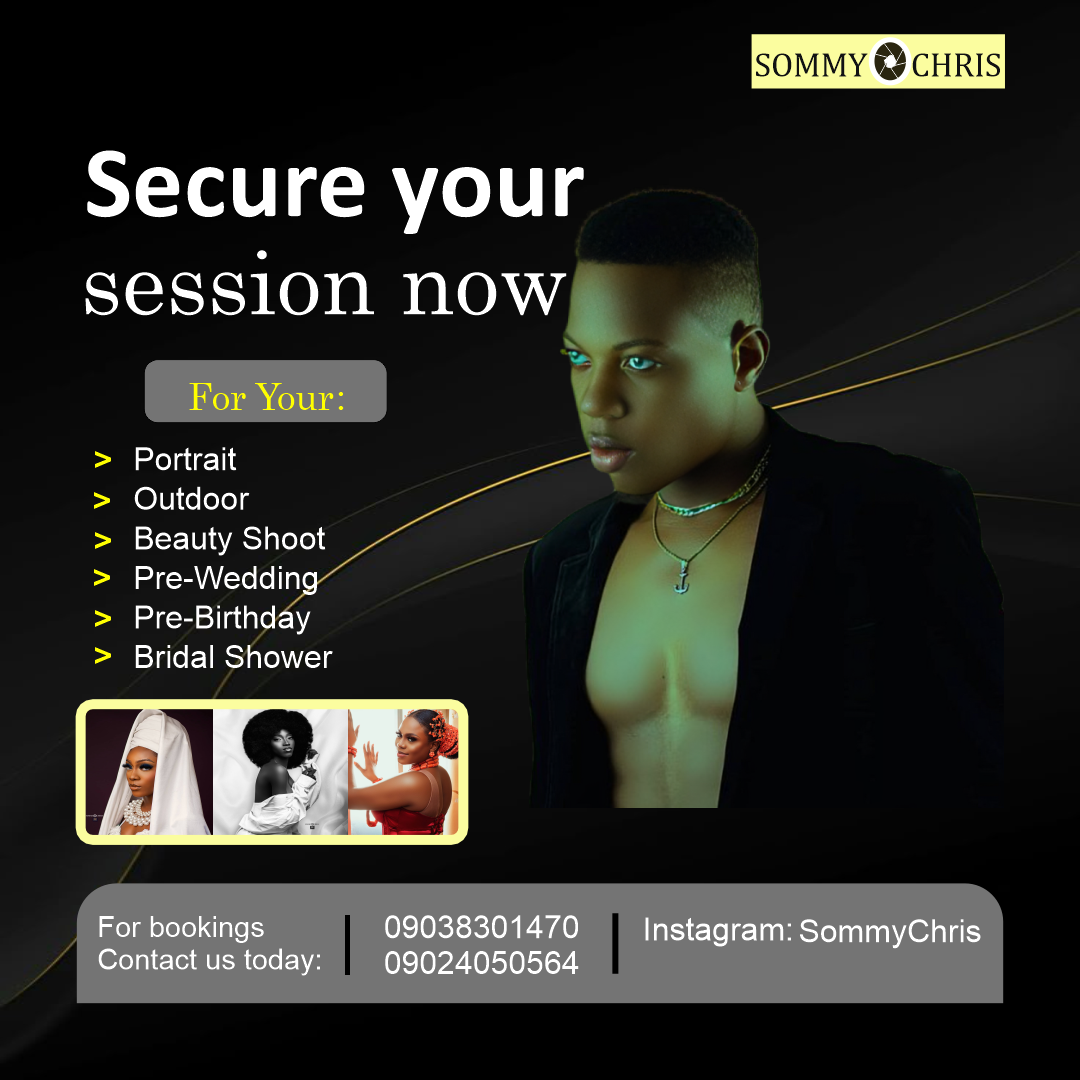 SOMMY CHRIS
Secure your
session now
For Your:
> Portrait
> Outdoor
> Beauty Shoot
> Pre-Wedding
> Pre-Birthday
> Bridal Shower
For bookings
Contact us today:
09038301470
09024050564
Instagram: SommyChris